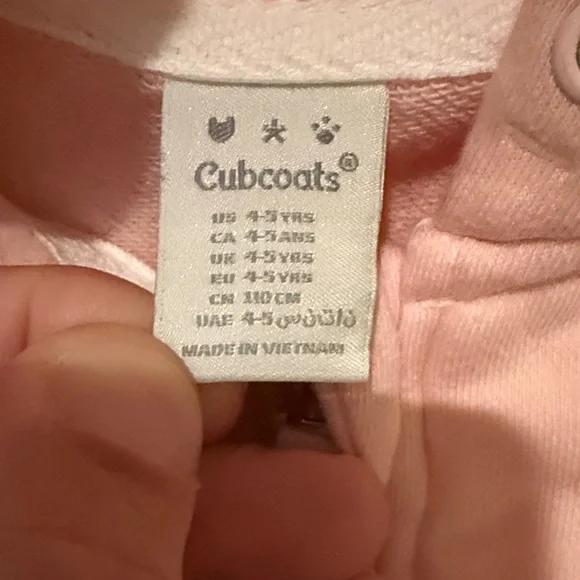 Cubcoats®
US 4-5 YRS
CA 4-5 ANS
UK 4-5 YRS
EU 4-5 YRS
CN 110 CM
UAE 4-5
MADE IN VIETNAM